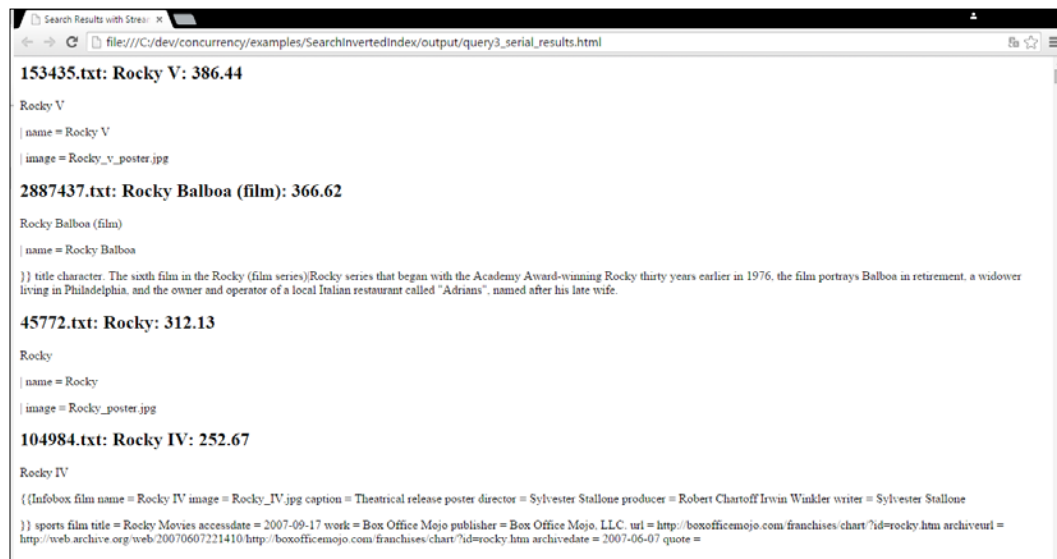 Search Results with Strear
file:///C:/dev/concurrency/examples/SearchInvertedIndex/output/query3_serial_results.html
153435.txt: Rocky V: 386.44
Rocky V
| name = Rocky V
| image = Rocky_v_poster.jpg
2887437.txt: Rocky Balboa (film): 366.62
Rocky Balboa (film)
| name = Rocky Balboa
}} title character. The sixth film in the Rocky (film series)|Rocky series that began with the Academy Award-winning Rocky thirty years earlier in 1976, the film portrays Balboa in retirement, a widower
living in Philadelphia, and the owner and operator of a local Italian restaurant called "Adrians", named after his late wife.
45772.txt: Rocky: 312.13
Rocky
| name = Rocky
| image = Rocky_poster.jpg
104984.txt: Rocky IV: 252.67
Rocky IV
{{Infobox film name = Rocky IV image = Rocky_IV.jpg caption = Theatrical release poster director = Sylvester Stallone producer = Robert Chartoff Irwin Winkler writer = Sylvester Stallone
}} sports film title = Rocky Movies accessdate = 2007-09-17 work = Box Office Mojo publisher = Box Office Mojo, LLC. url = http://boxofficemojo.com/franchises/chart/?id=rocky.htm archiveurl =
http://web.archive.org/web/20070607221410/http://boxofficemojo.com/franchises/chart/?id=rocky.htm archivedate = 2007-06-07 quote =